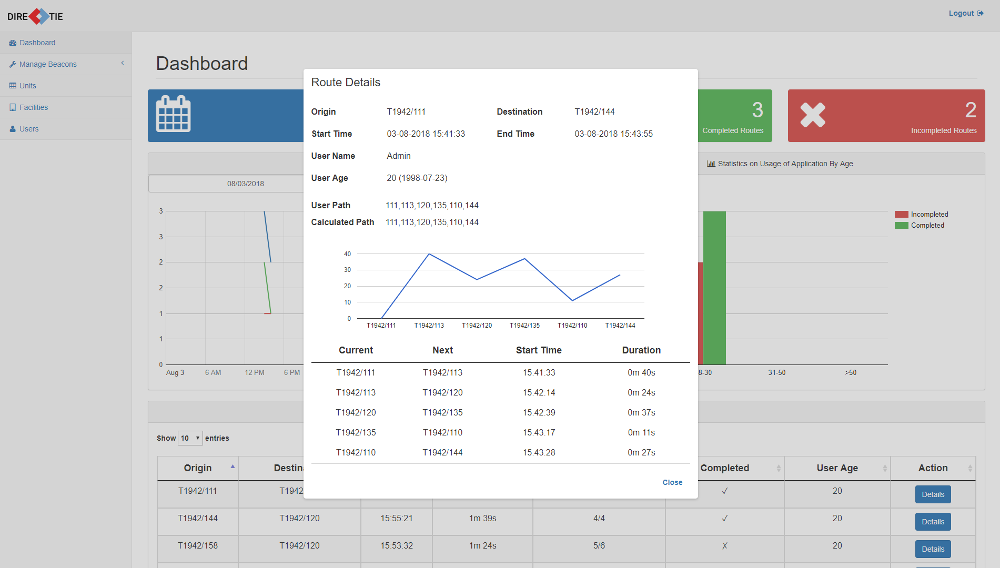 DIRE TIE
Logout
Dashboard
Manage Beacons
Units
Facilities
Users
Dashboard
3
Completed Routes
2
Incompleted Routes
Statistics on Usage of Application By Age
08/03/2018
3
3
2
2
1
1
0
Aug 3 6 AM 12 PM 6 PM
Incompleted
Completed
8-30 31-50 >50
Route Details
Origin T1942/111 Destination T1942/144
Start Time 03-08-2018 15:41:33 End Time 03-08-2018 15:43:55
User Name Admin
User Age 20 (1998-07-23)
User Path 111,113,120,135,110,144
Calculated Path 111,113,120,135,110,144
40
30
20
10
0
T1942/111 T1942/113 T1942/120 T1942/135 T1942/110 T1942/144
Current Next Start Time Duration
T1942/111 T1942/113 15:41:33 0m 40s
T1942/113 T1942/120 15:42:14 0m 24s
T1942/120 T1942/135 15:42:39 0m 37s
T1942/135 T1942/110 15:43:17 0m 11s
T1942/110 T1942/144 15:43:28 0m 27s
Close
Show 10 entries
Origin Destin Completed User Age Action
T1942/111 T1942 ✓ 20 Details
T1942/144 T1942/120 15:55:21 1m 39s 4/4 ✓ 20 Details
T1942/158 T1942/120 15:53:32 1m 24s 5/6 ✗ 20 Details